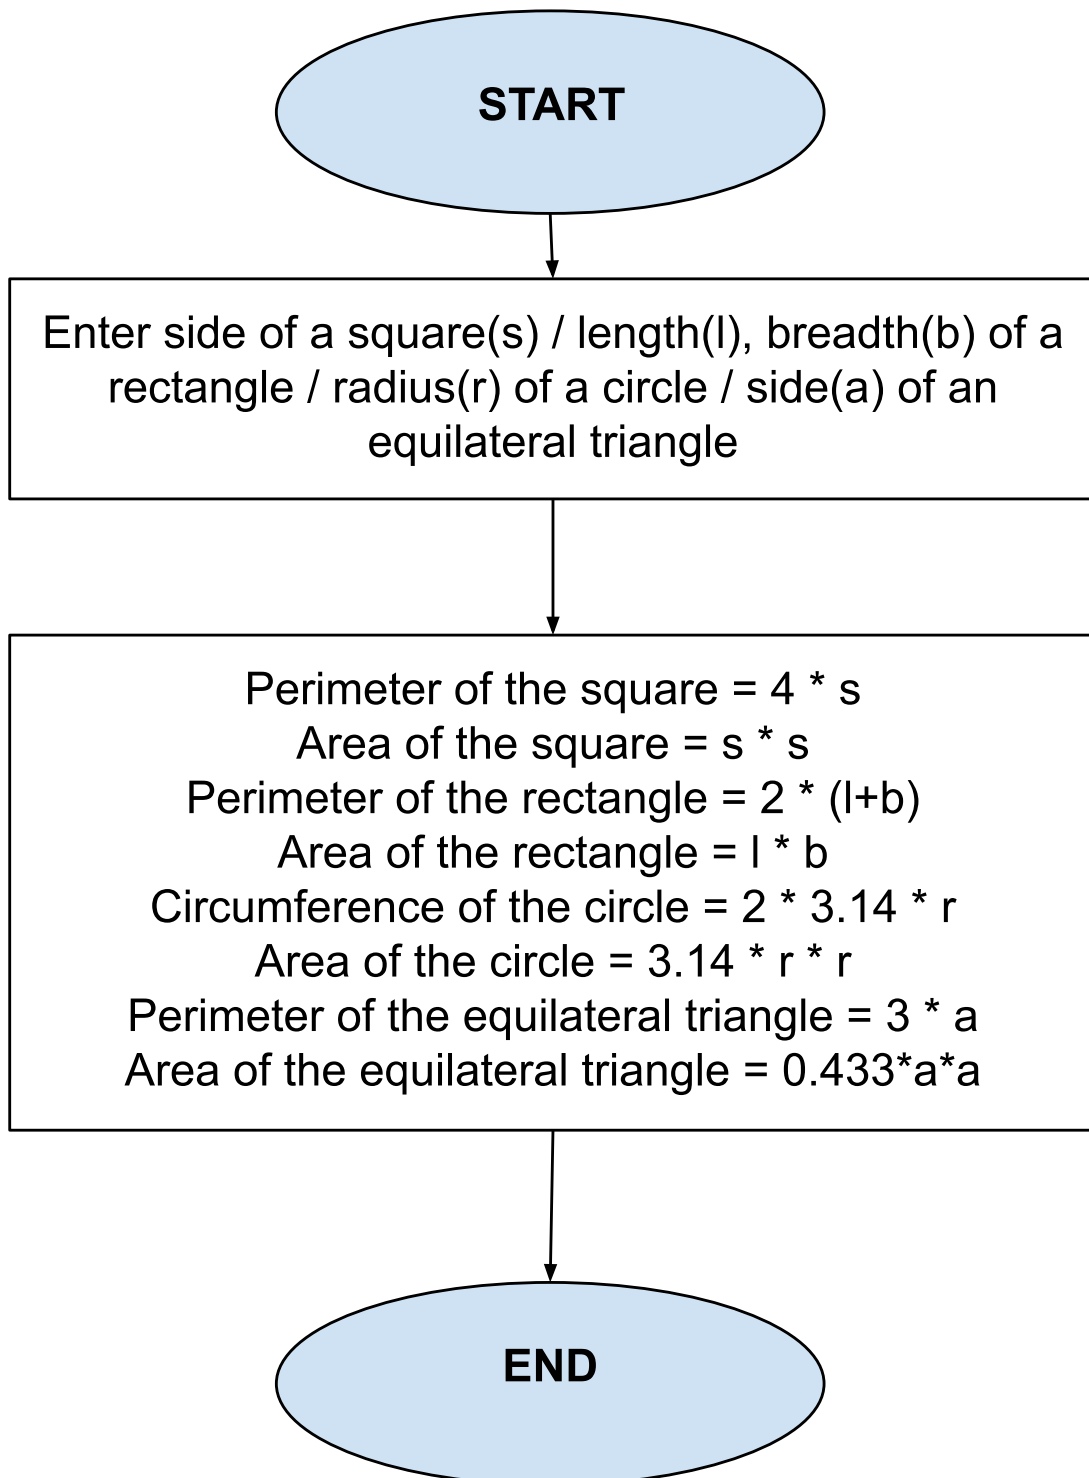 START
Enter side of a square(s) / length(l), breadth(b) of a
rectangle / radius(r) of a circle / side(a) of an
equilateral triangle
Perimeter of the square = 4 * s
Area of the square = s * s
Perimeter of the rectangle = 2 * (l+b)
Area of the rectangle = l * b
Circumference of the circle = 2 * 3.14 * r
Area of the circle = 3.14 * r * r
Perimeter of the equilateral triangle = 3 * a
Area of the equilateral triangle = 0.433*a*a
END